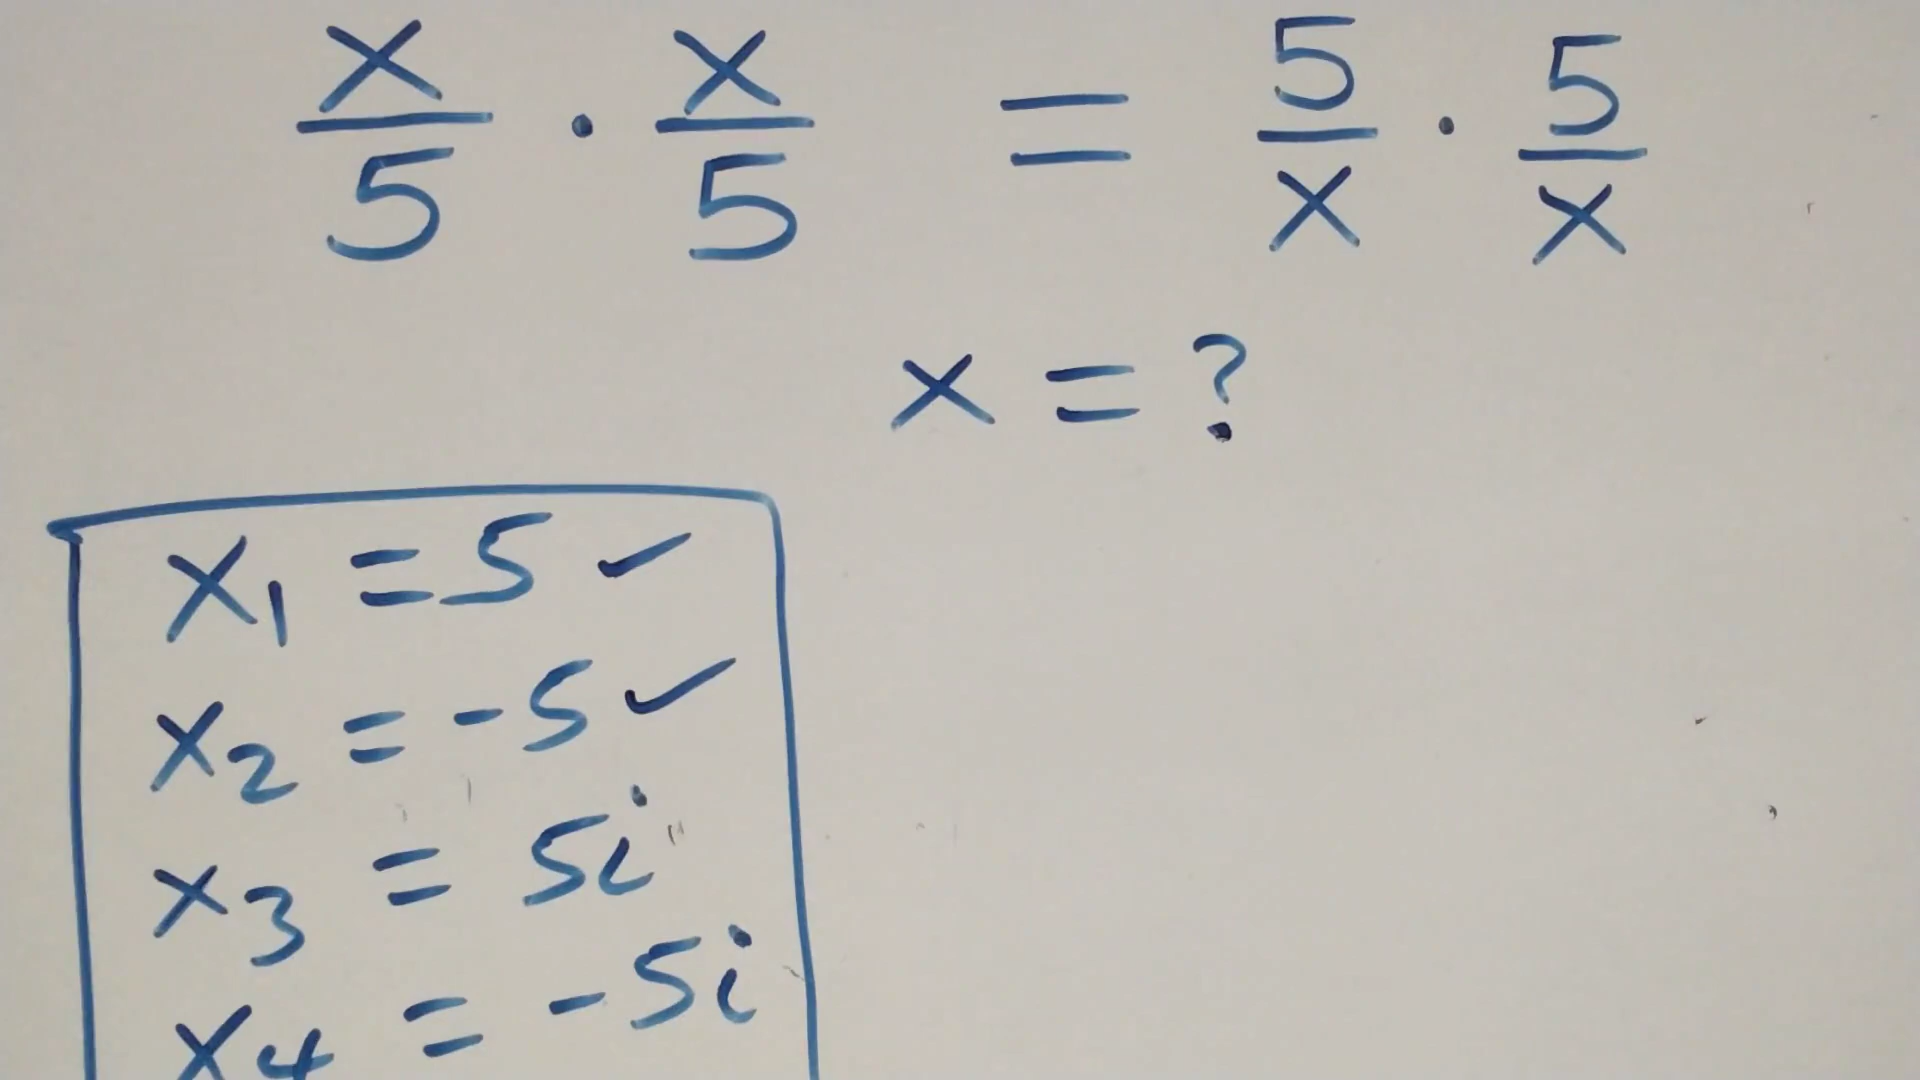 x/5 · x/5 = 5/x · 5/x
x = ?
x₁ = 5 ✓
x₂ = -5 ✓
x₃ = 5i
x₄ = -5i